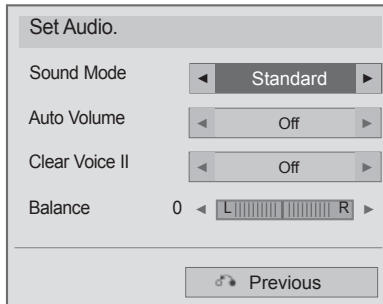 Set Audio.
Sound Mode ◄ Standard ►
Auto Volume ◄ Off ►
Clear Voice II ◄ Off ►
Balance 0 ◄ L R ►
Previous